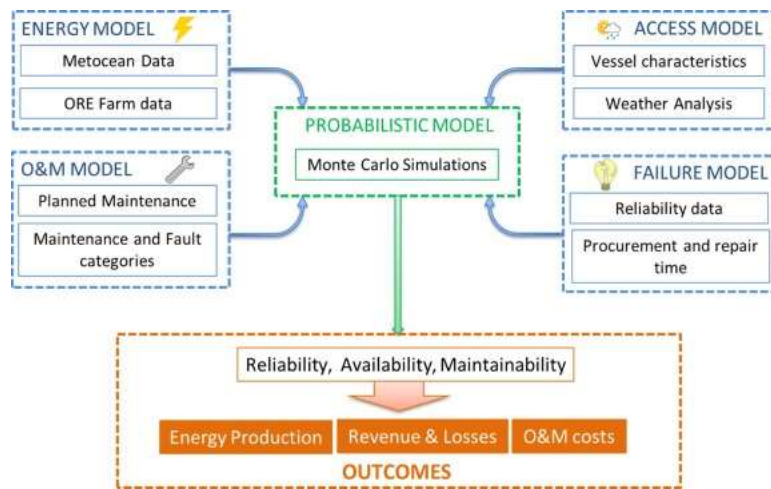 ENERGY MODEL
Metocean Data
ORE Farm data
ACCESS MODEL
Vessel characteristics
Weather Analysis
PROBABILISTIC MODEL
Monte Carlo Simulations
O&M MODEL
Planned Maintenance
Maintenance and Fault
categories
FAILURE MODEL
Reliability data
Procurement and repair
time
Reliability, Availability, Maintainability
Energy Production
Revenue & Losses
O&M costs
OUTCOMES